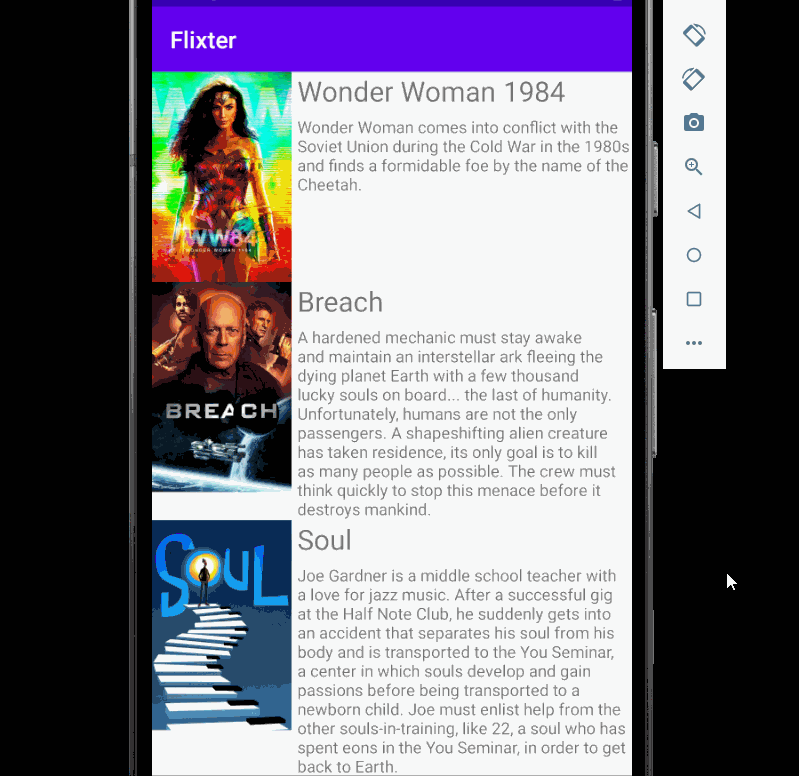 Flixter
WW
Wonder Woman 1984
Wonder Woman comes into conflict with the
Soviet Union during the Cold War in the 1980s
and finds a formidable foe by the name of the
Cheetah.
WW84
WONDER WOMAN 1984
Breach
A hardened mechanic must stay awake
and maintain an interstellar ark fleeing the
dying planet Earth with a few thousand
lucky souls on board... the last of humanity.
Unfortunately, humans are not the only
passengers. A shapeshifting alien creature
has taken residence, its only goal is to kill
as many people as possible. The crew must
think quickly to stop this menace before it
destroys mankind.
BREACH
Soul
Joe Gardner is a middle school teacher with
a love for jazz music. After a successful gig
at the Half Note Club, he suddenly gets into
an accident that separates his soul from his
body and is transported to the You Seminar,
a center in which souls develop and gain
passions before being transported to a
newborn child. Joe must enlist help from the
other souls-in-training, like 22, a soul who has
spent eons in the You Seminar, in order to get
back to Earth.
SOUL